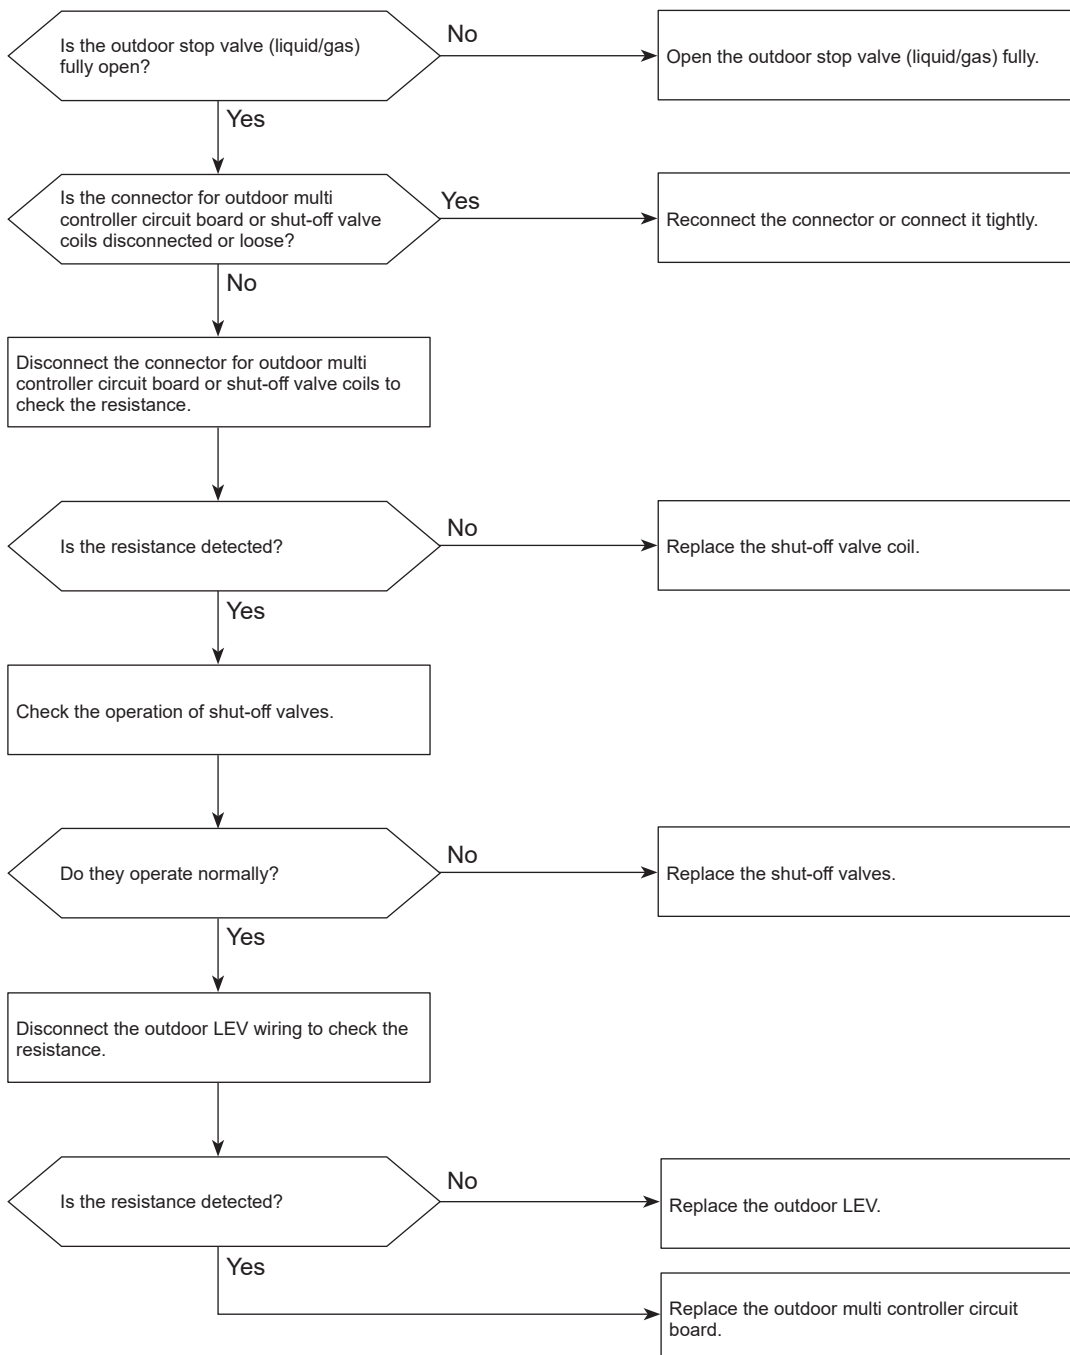 Is the outdoor stop valve (liquid/gas)
fully open?
No
Open the outdoor stop valve (liquid/gas) fully.
Yes
Is the connector for outdoor multi
controller circuit board or shut-off valve
coils disconnected or loose?
Yes
Reconnect the connector or connect it tightly.
No
Disconnect the connector for outdoor multi
controller circuit board or shut-off valve coils to
check the resistance.
Is the resistance detected?
No
Replace the shut-off valve coil.
Yes
Check the operation of shut-off valves.
Do they operate normally?
No
Replace the shut-off valves.
Yes
Disconnect the outdoor LEV wiring to check the
resistance.
Is the resistance detected?
No
Replace the outdoor LEV.
Yes
Replace the outdoor multi controller circuit
board.